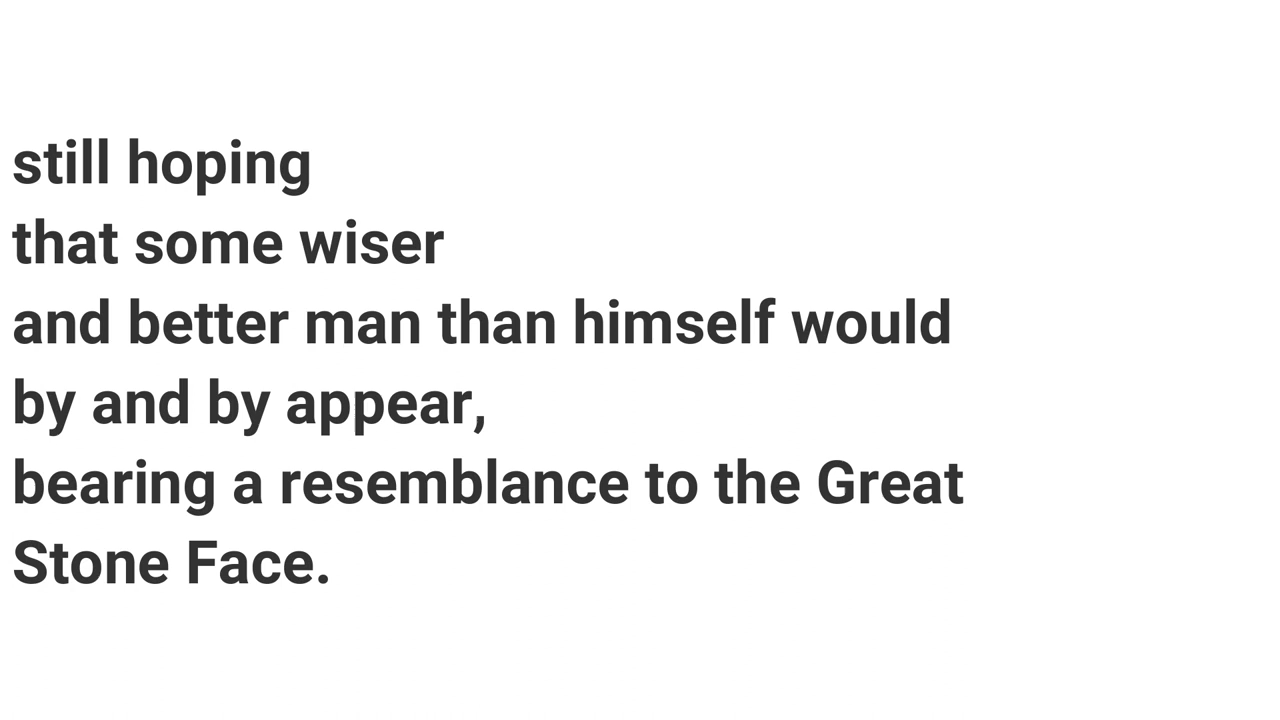 still hoping
that some wiser
and better man than himself would
by and by appear,
bearing a resemblance to the Great
Stone Face.